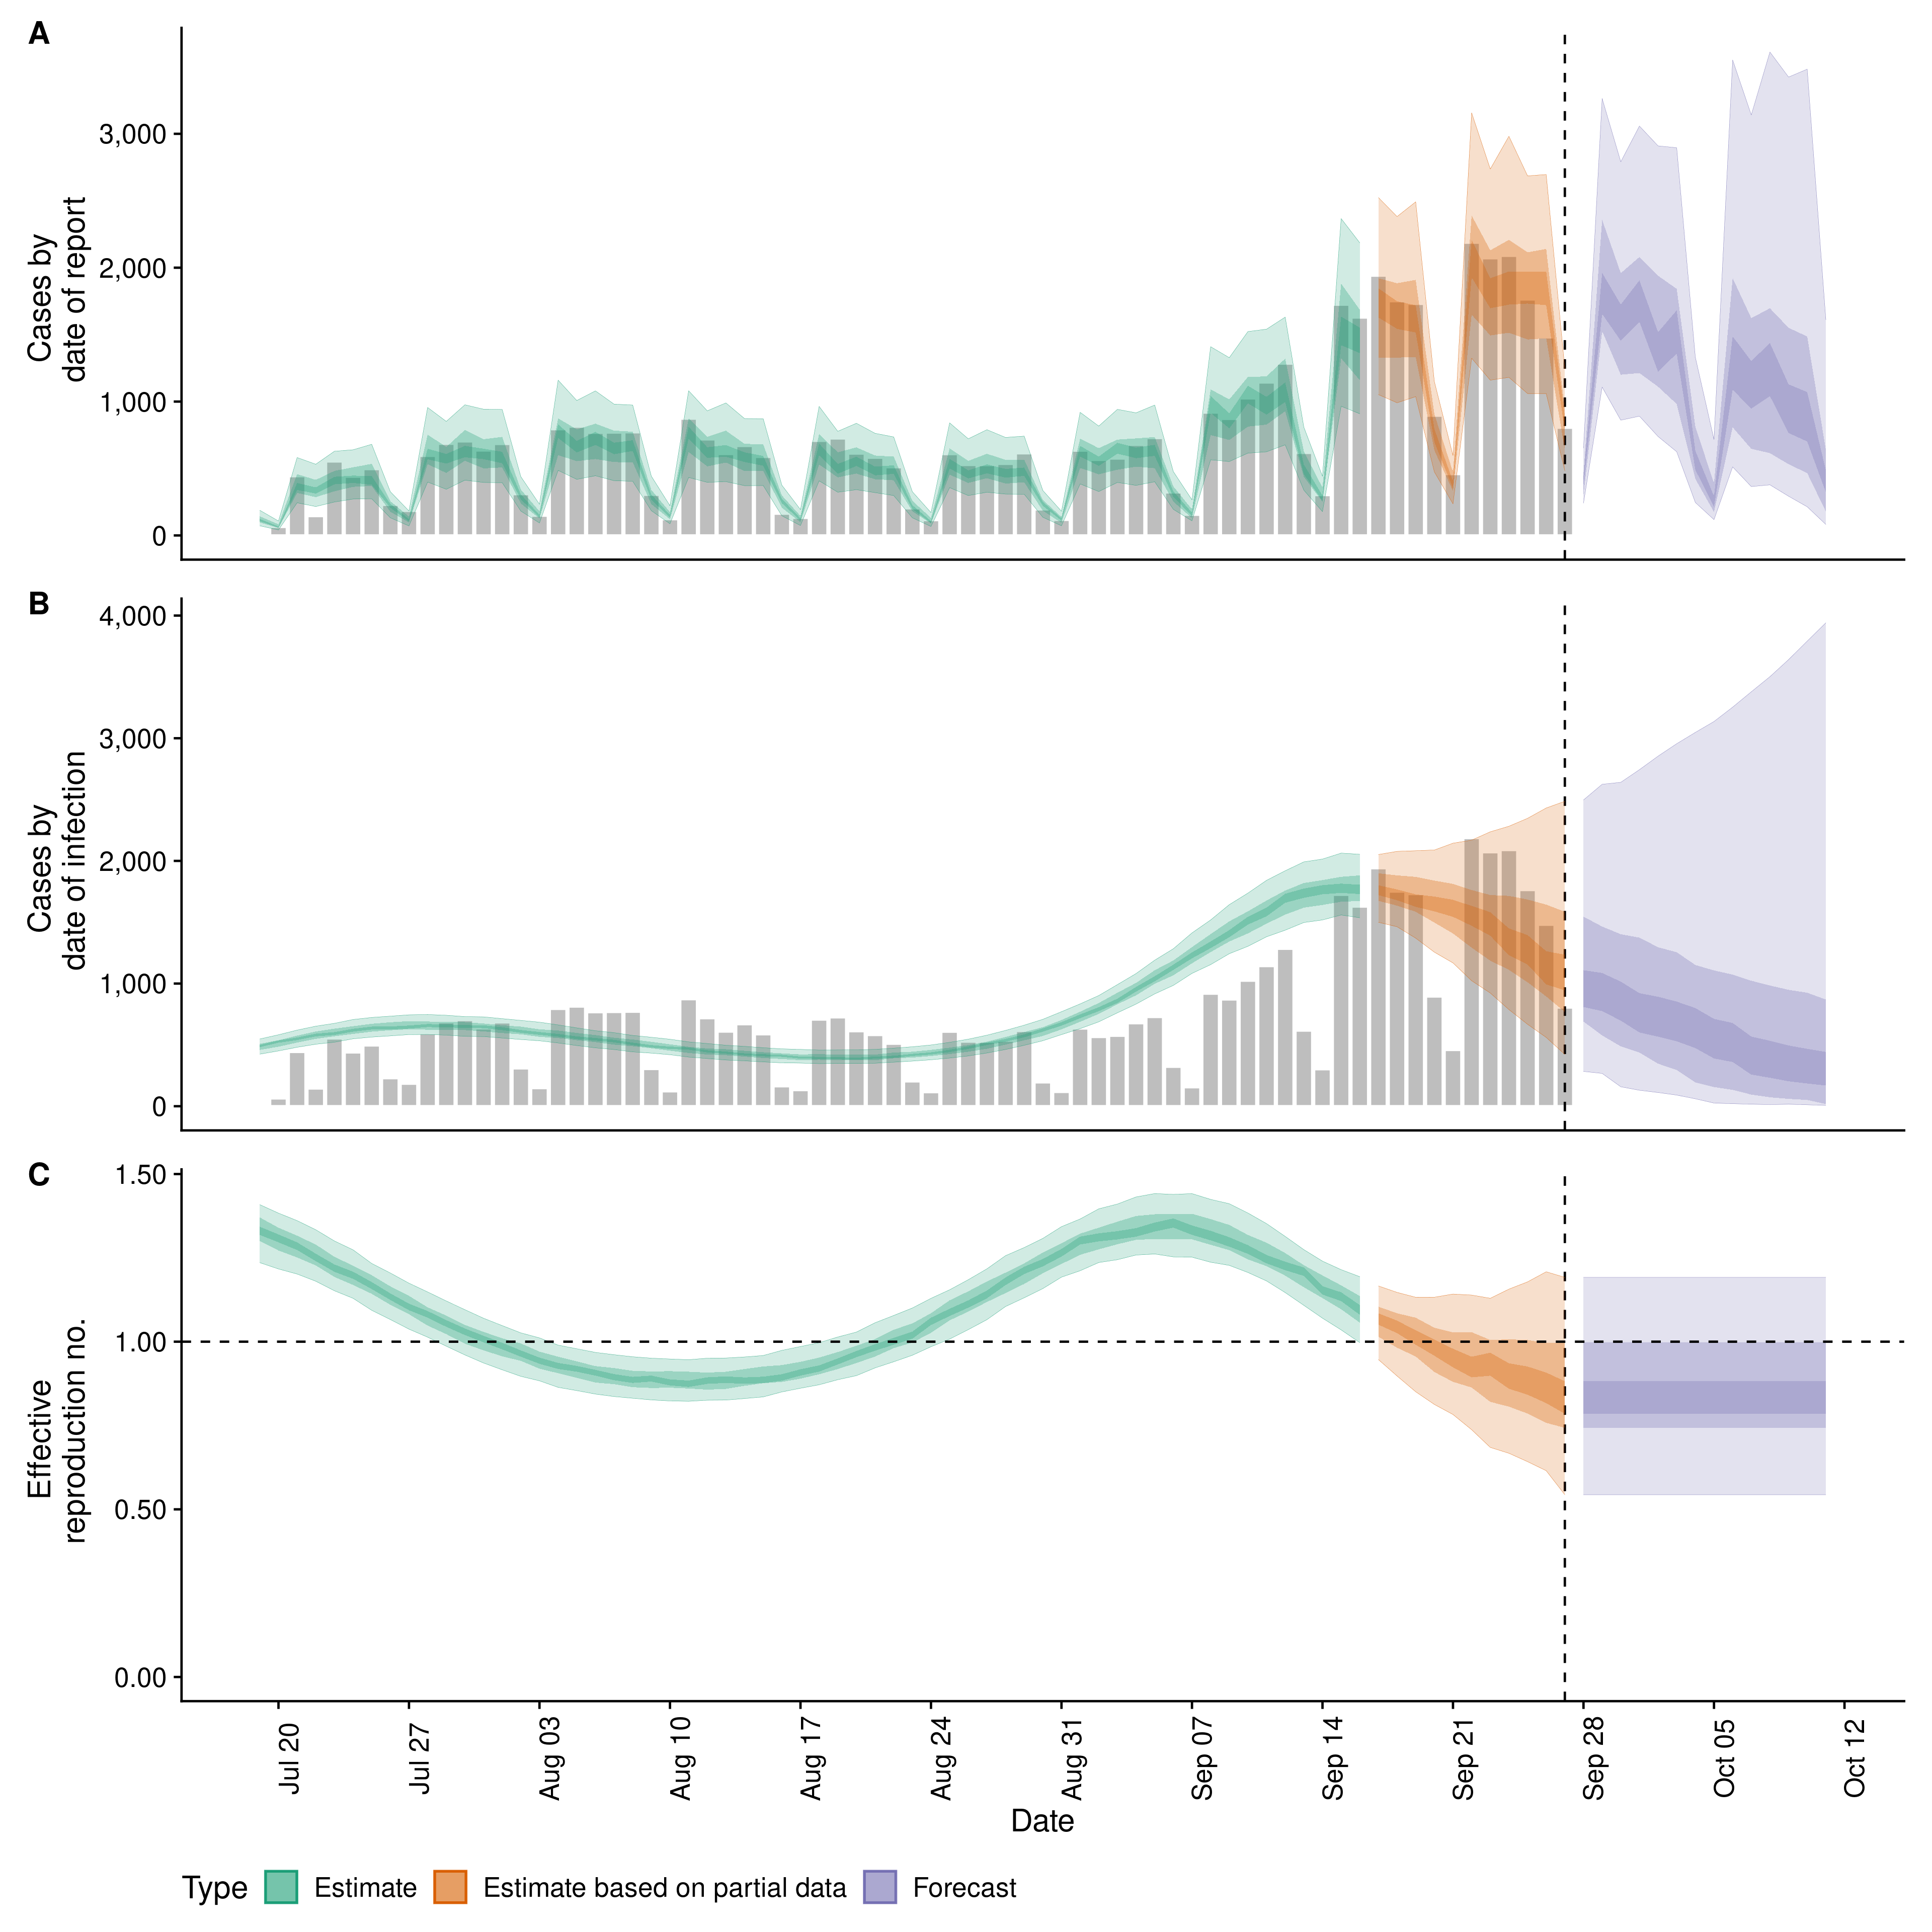 A
Cases by
date of report
3,000
2,000
1,000
0
B
Cases by
date of infection
4,000
3,000
2,000
1,000
0
C
Effective
reproduction no.
1.50
1.00
0.50
0.00
Jul 20
Jul 27
Aug 03
Aug 10
Aug 17
Aug 24
Aug 31
Sep 07
Sep 14
Sep 21
Sep 28
Oct 05
Oct 12
Date
Type Estimate Estimate based on partial data Forecast